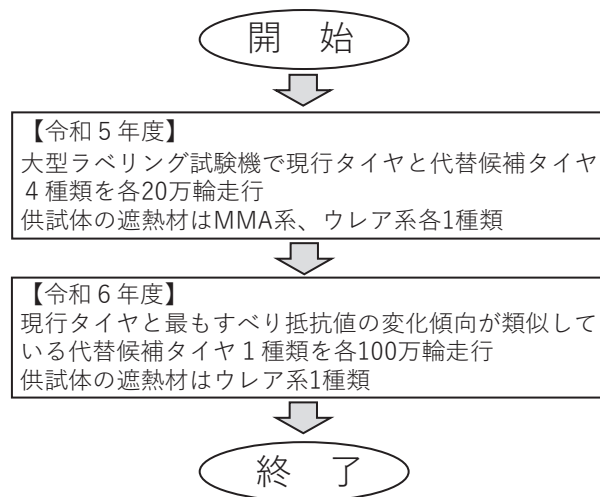 開　始
【令和５年度】
大型ラベリング試験機で現行タイヤと代替候補タイヤ
４種類を各20万輪走行
供試体の遮熱材はMMA系、ウレア系各1種類
【令和６年度】
現行タイヤと最もすべり抵抗値の変化傾向が類似して
いる代替候補タイヤ１種類を各100万輪走行
供試体の遮熱材はウレア系1種類
終　了